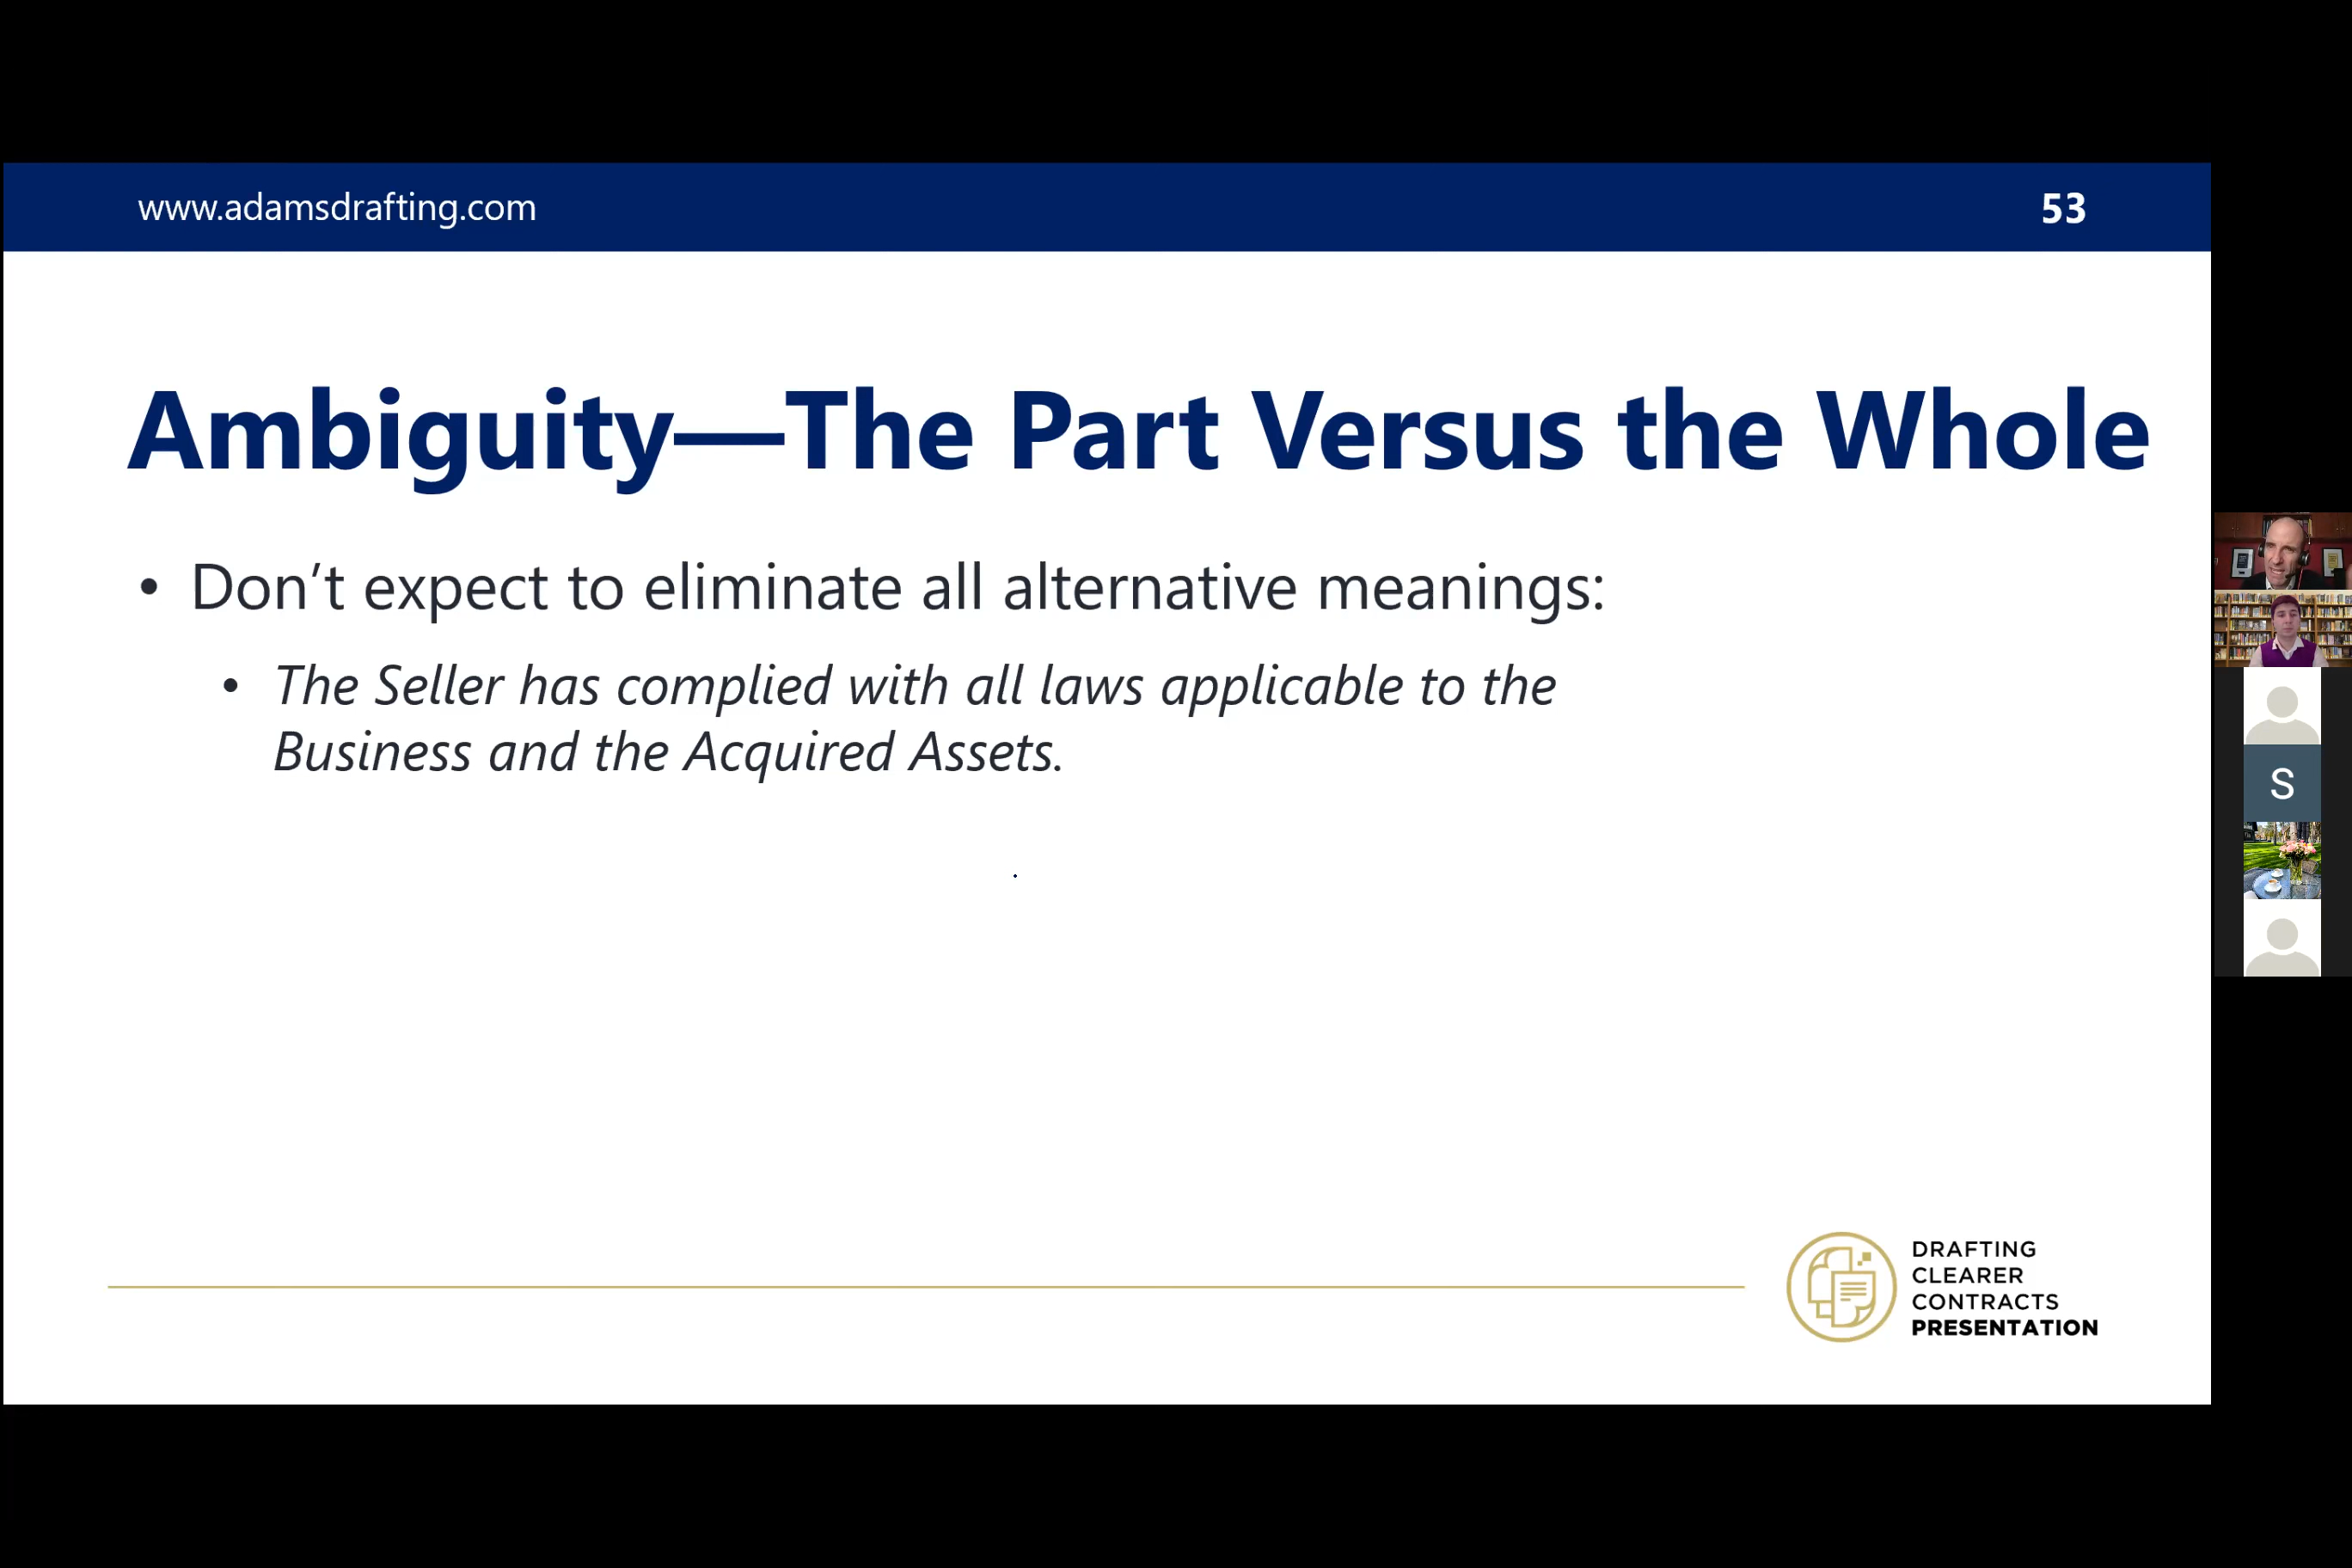 www.adamsdrafting.com
53
Ambiguity—The Part Versus the Whole
• Don’t expect to eliminate all alternative meanings:
• The Seller has complied with all laws applicable to the
Business and the Acquired Assets.
S
DRAFTING
CLEARER
CONTRACTS
PRESENTATION